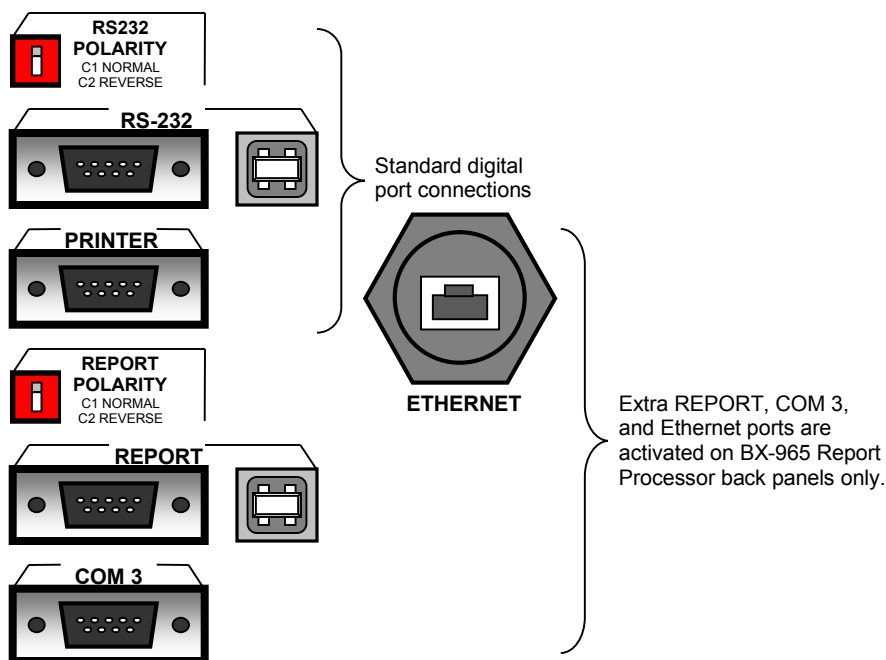 RS232
POLARITY
C1 NORMAL
C2 REVERSE
RS-232
PRINTER
Standard digital
port connections
REPORT
POLARITY
C1 NORMAL
C2 REVERSE
REPORT
COM 3
ETHERNET
Extra REPORT, COM 3,
and Ethernet ports are
activated on BX-965 Report
Processor back panels only.